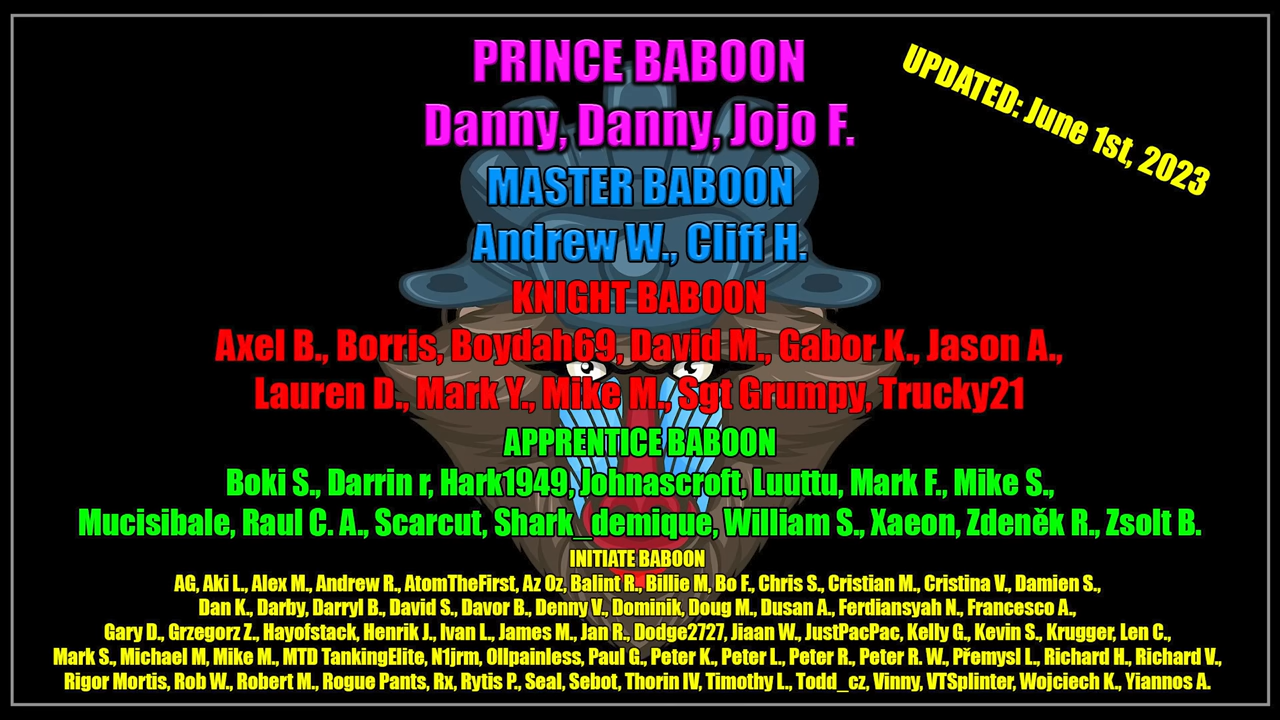 PRINCE BABOON
UPDATED: June 1st, 2023
Danny, Danny, Jojo F.
MASTER BABOON
Andrew W., Cliff H.
KNIGHT BABOON
Axel B., Borris, Boydah69, David M., Gabor K., Jason A.,
Lauren D., Mark Y., Mike M., Sgt Grumpy, Trucky21
APPRENTICE BABOON
Boki S., Darrin r, Hark1949, Johnascroft, Luuttu, Mark F., Mike S.,
Mucisibale, Raul C. A., Scarcut, Shark_demique, William S., Xaeon, Zdeněk R., Zsolt B.
INITIATE BABOON
AG, Aki L., Alex M., Andrew R., AtomTheFirst, Az Oz, Balint R., Billie M, Bo F., Chris S., Cristian M., Cristina V., Damien S.,
Dan K., Darby, Darryl B., David S., Davor B., Denny V., Dominik, Doug M., Dusan A., Ferdiansyah N., Francesco A.,
Gary D., Grzegorz Z., Hayofstack, Henrik J., Ivan L., James M., Jan R., Dodge2727, Jiaan W., JustPacPac, Kelly G., Kevin S., Krugger, Len C.,
Mark S., Michael M, Mike M., MTD TankingElite, N1jrm, Ollpainless, Paul G., Peter K., Peter L., Peter R., Peter R. W., Přemysl L., Richard H., Richard V.,
Rigor Mortis, Rob W., Robert M., Rogue Pants, Rx, Rytis P., Seal, Sebot, Thorin IV, Timothy L., Todd_cz, Vinny, VTSplinter, Wojciech K., Yiannos A.